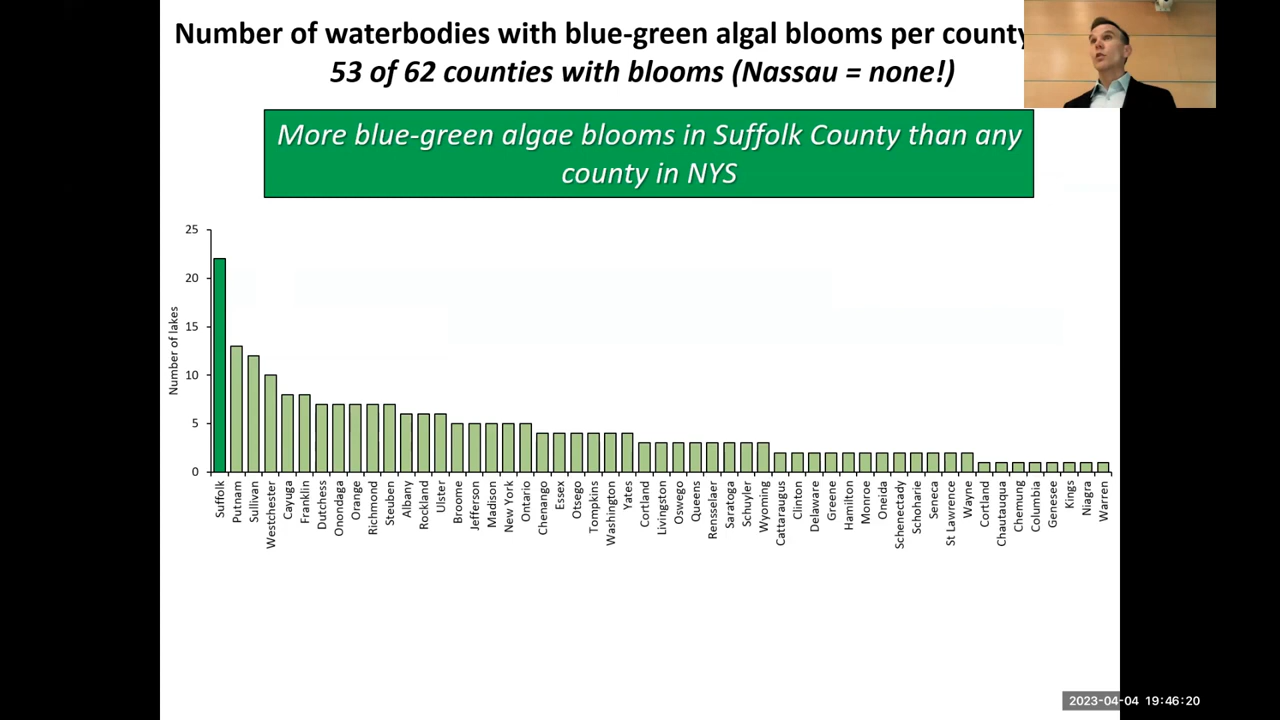 Number of waterbodies with blue-green algal blooms per county
53 of 62 counties with blooms (Nassau = none!)
More blue-green algae blooms in Suffolk County than any
county in NYS
Number of lakes
25
20
15
10
5
0
Suffolk
Putnam
Sullivan
Westchester
Cayuga
Franklin
Dutchess
Onondaga
Orange
Richmond
Steuben
Albany
Rockland
Ulster
Broome
Jefferson
Madison
New York
Ontario
Chenango
Essex
Otsego
Tompkins
Washington
Yates
Cortland
Livingston
Oswego
Queens
Rensselaer
Saratoga
Schuyler
Wyoming
Cattaraugus
Clinton
Delaware
Greene
Hamilton
Monroe
Oneida
Schenectady
Schoharie
Seneca
St Lawrence
Wayne
Cortland
Chautauqua
Chemung
Columbia
Genesee
Kings
Niagra
Warren
2023-04-04 19:46:20